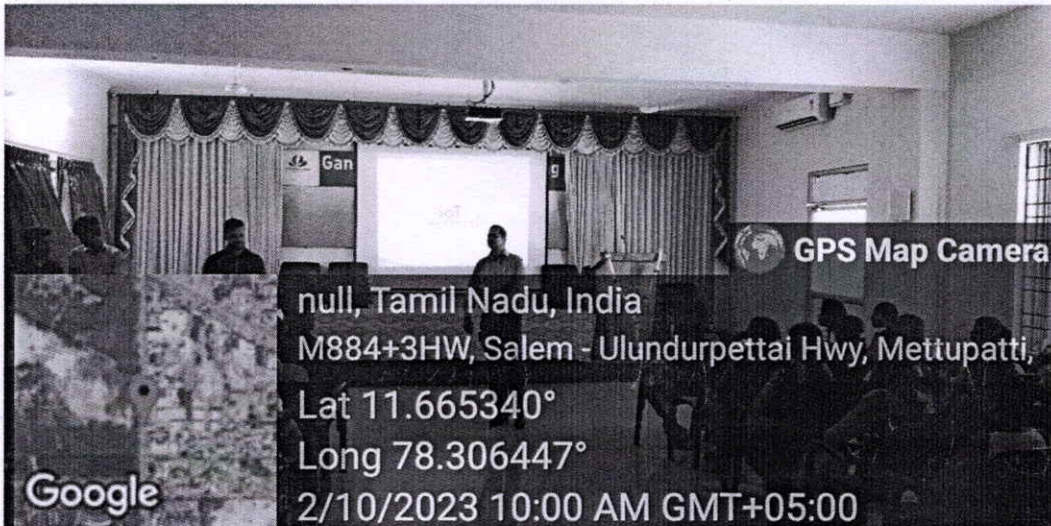 Gan
g
GPS Map Camera
null, Tamil Nadu, India
M884+3HW, Salem - Ulundurpettai Hwy, Mettupatti,
Lat 11.665340°
Long 78.306447°
2/10/2023 10:00 AM GMT+05:00
Google